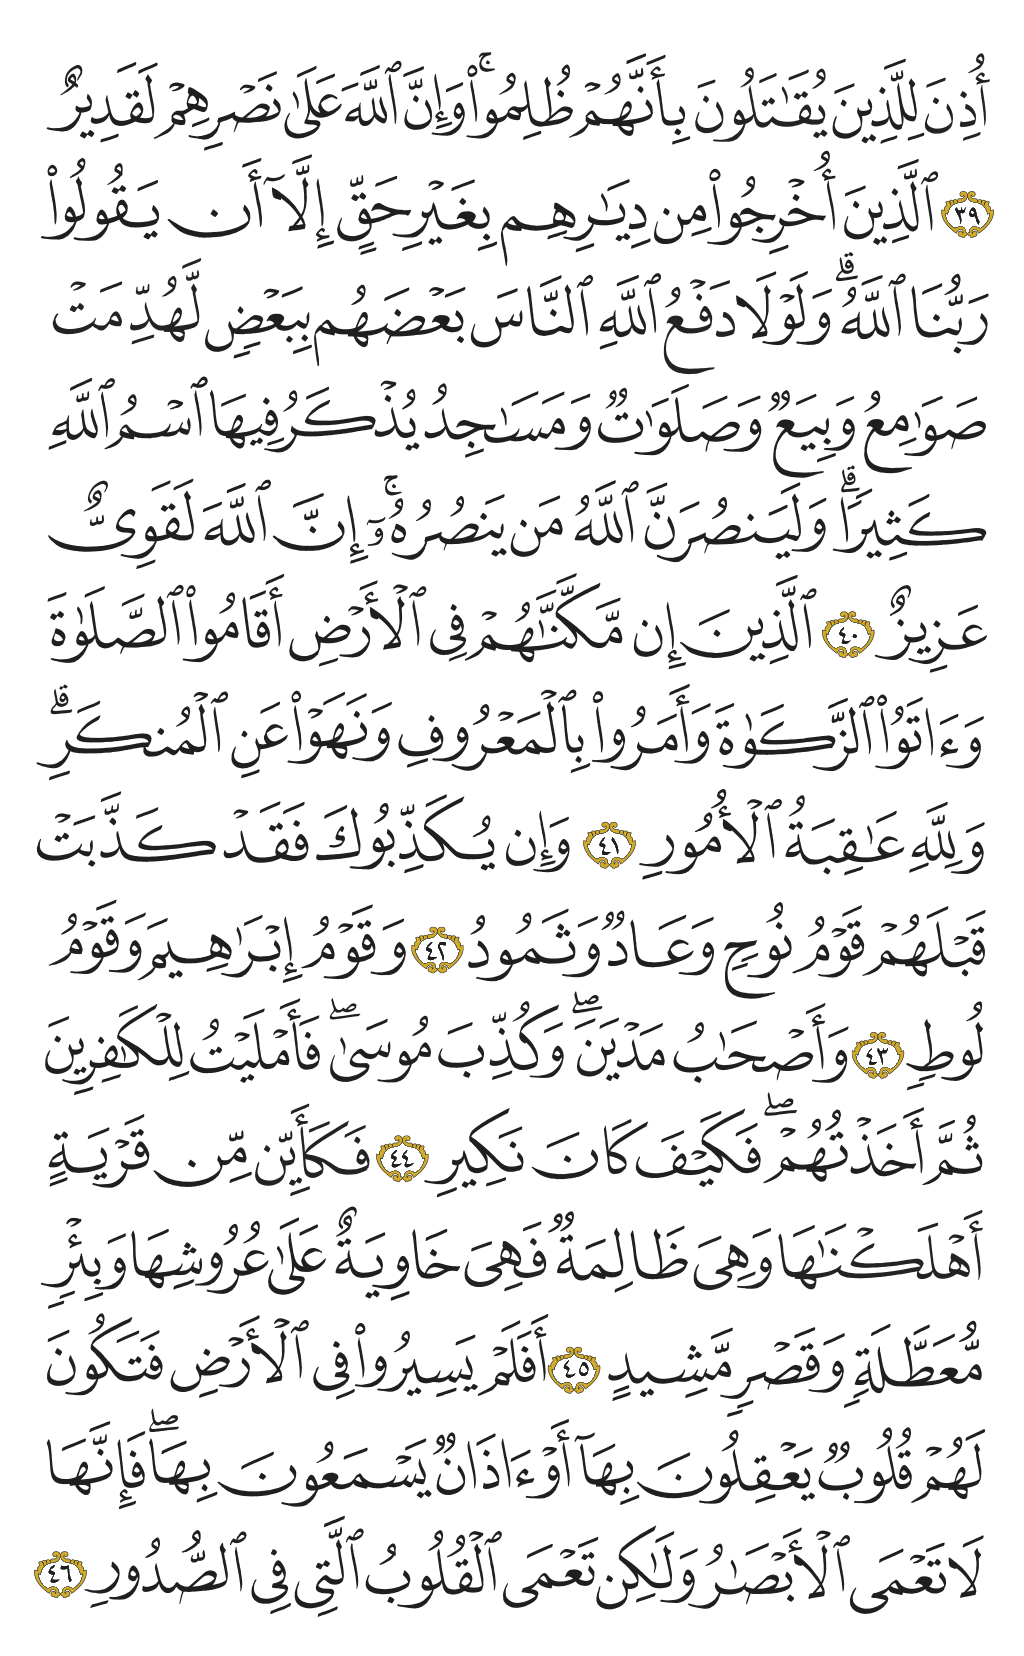 أُذِنَ لِلَّذِينَ يُقَٰتَلُونَ بِأَنَّهُمْ ظُلِمُوا۟ ۚ وَإِنَّ ٱللَّهَ عَلَىٰ نَصْرِهِمْ لَقَدِيرٌ
٣٩ ٱلَّذِينَ أُخْرِجُوا۟ مِن دِيَٰرِهِم بِغَيْرِ حَقٍّ إِلَّآ أَن يَقُولُوا۟
رَبُّنَا ٱللَّهُ ۗ وَلَوْلَا دَفْعُ ٱللَّهِ ٱلنَّاسَ بَعْضَهُم بِبَعْضٍ لَّهُدِّمَتْ
صَوَٰمِعُ وَبِيَعٌ وَصَلَوَٰتٌ وَمَسَٰجِدُ يُذْكَرُ فِيهَا ٱسْمُ ٱللَّهِ
كَثِيرًا ۗ وَلَيَنصُرَنَّ ٱللَّهُ مَن يَنصُرُهُۥٓ ۚ إِنَّ ٱللَّهَ لَقَوِىٌّ
عَزِيزٌ ٤٠ ٱلَّذِينَ إِن مَّكَّنَّٰهُمْ فِى ٱلْأَرْضِ أَقَامُوا۟ ٱلصَّلَوٰةَ
وَءَاتَوُا۟ ٱلزَّكَوٰةَ وَأَمَرُوا۟ بِٱلْمَعْرُوفِ وَنَهَوْا۟ عَنِ ٱلْمُنكَرِ ۗ
وَلِلَّهِ عَٰقِبَةُ ٱلْأُمُورِ ٤١ وَإِن يُكَذِّبُوكَ فَقَدْ كَذَّبَتْ
قَبْلَهُمْ قَوْمُ نُوحٍ وَعَادٌ وَثَمُودُ ٤٢ وَقَوْمُ إِبْرَٰهِيمَ وَقَوْمُ
لُوطٍ ٤٣ وَأَصْحَٰبُ مَدْيَنَ ۖ وَكُذِّبَ مُوسَىٰ ۖ فَأَمْلَيْتُ لِلْكَٰفِرِينَ
ثُمَّ أَخَذْتُهُمْ ۖ فَكَيْفَ كَانَ نَكِيرِ ٤٤ فَكَأَيِّن مِّن قَرْيَةٍ
أَهْلَكْنَٰهَا وَهِىَ ظَالِمَةٌ فَهِىَ خَاوِيَةٌ عَلَىٰ عُرُوشِهَا وَبِئْرٍ
مُّعَطَّلَةٍ وَقَصْرٍ مَّشِيدٍ ٤٥ أَفَلَمْ يَسِيرُوا۟ فِى ٱلْأَرْضِ فَتَكُونَ
لَهُمْ قُلُوبٌ يَعْقِلُونَ بِهَآ أَوْ ءَاذَانٌ يَسْمَعُونَ بِهَا ۖ فَإِنَّهَا
لَا تَعْمَى ٱلْأَبْصَٰرُ وَلَٰكِن تَعْمَى ٱلْقُلُوبُ ٱلَّتِى فِى ٱلصُّدُورِ ٤٦